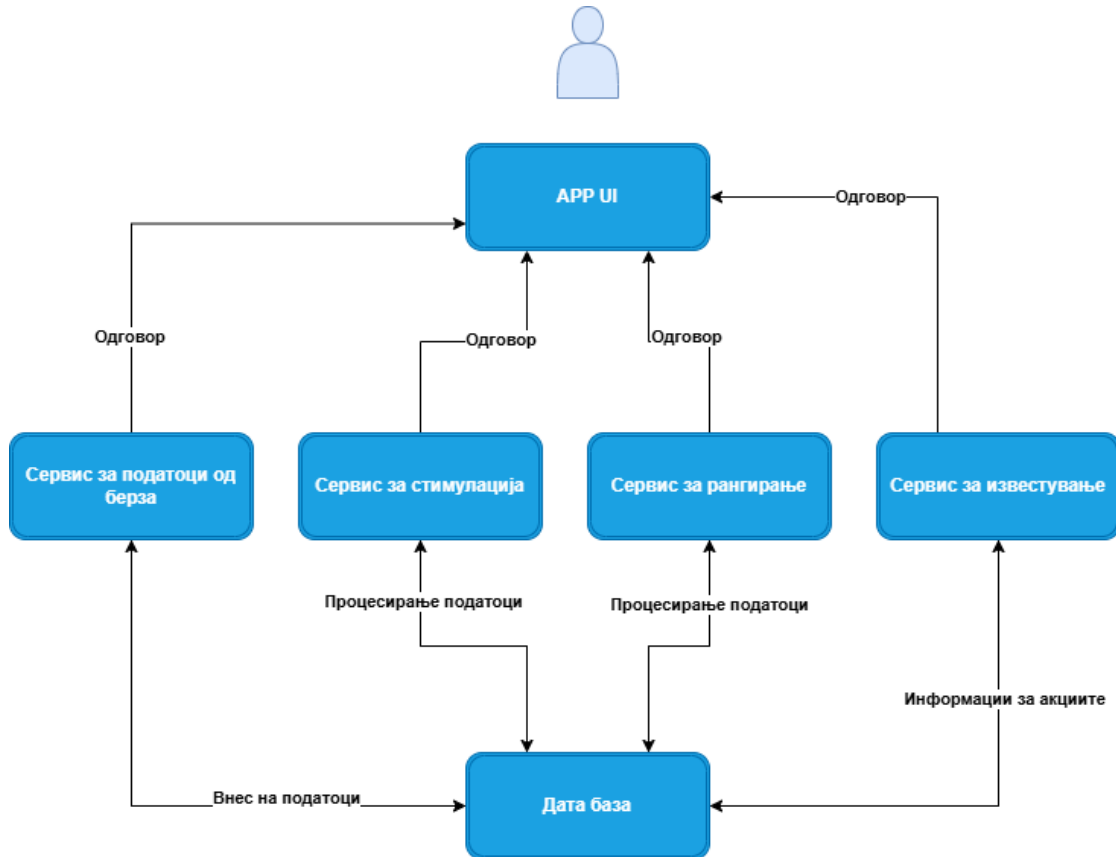 APP UI
Одговор
Одговор
Одговор
Одговор
Сервис за податоци од
берза
Сервис за стимулација
Сервис за рангирање
Сервис за известување
Процесирање податоци
Процесирање податоци
Информации за акциите
Внес на податоци
Дата база